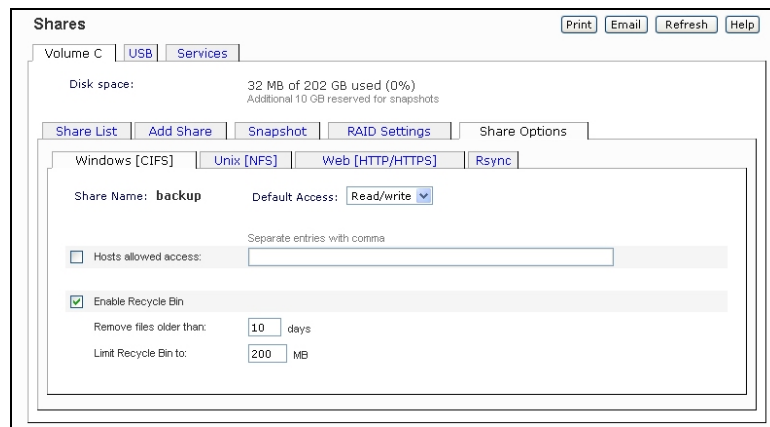 Shares
Print Email Refresh Help
Volume C USB Services
Disk space: 32 MB of 202 GB used (0%)
Additional 10 GB reserved for snapshots
Share List Add Share Snapshot RAID Settings Share Options
Windows [CIFS] Unix [NFS] Web [HTTP/HTTPS] Rsync
Share Name: backup Default Access: Read/write
Separate entries with comma
Hosts allowed access:
Enable Recycle Bin
Remove files older than: 10 days
Limit Recycle Bin to: 200 MB